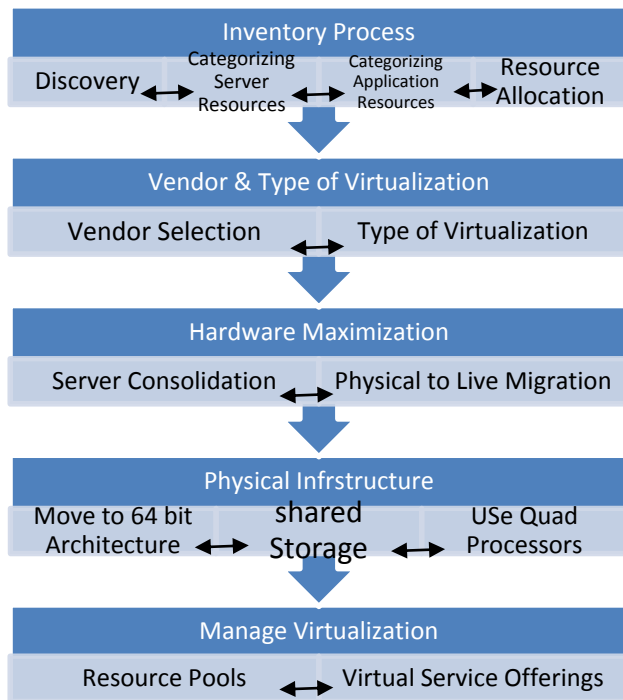 Inventory Process
Discovery
Categorizing
Server
Resources
Categorizing
Application
Resources
Resource
Allocation
Vendor & Type of Virtualization
Vendor Selection
Type of Virtualization
Hardware Maximization
Server Consolidation
Physical to Live Migration
Physical Infrstructure
Move to 64 bit
Architecture
shared
Storage
USe Quad
Processors
Manage Virtualization
Resource Pools
Virtual Service Offerings